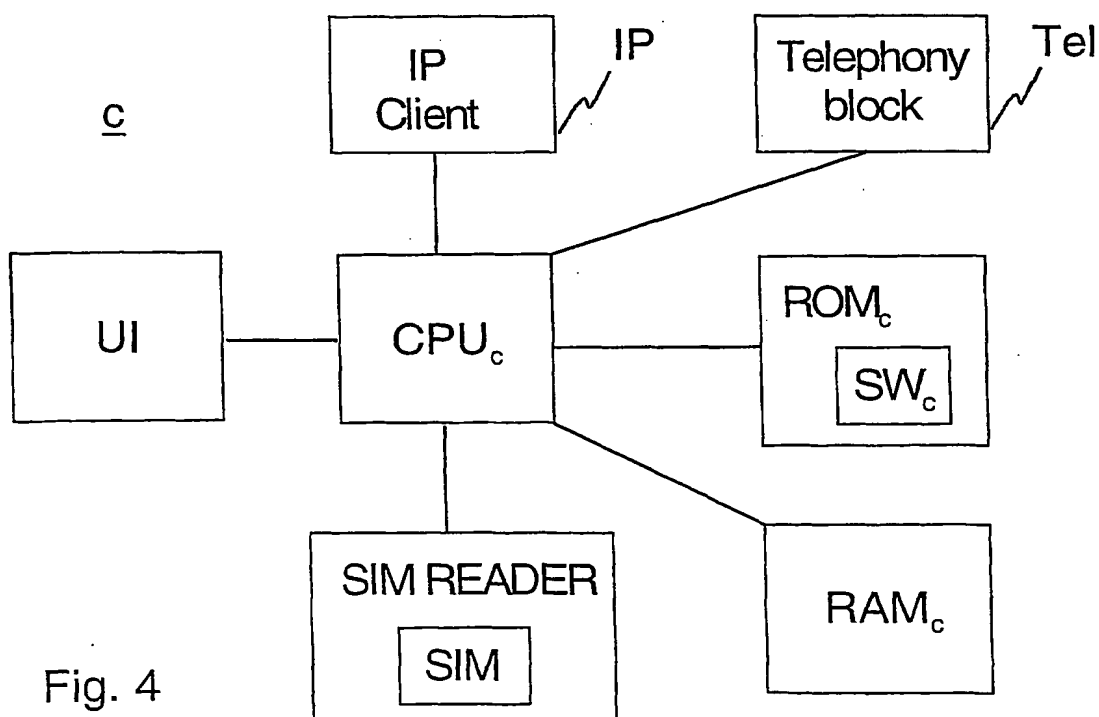 c
IP
Client
IP
Telephony
block
Tel
UI
CPUc
ROMc
SWc
SIM READER
SIM
RAMc
Fig. 4